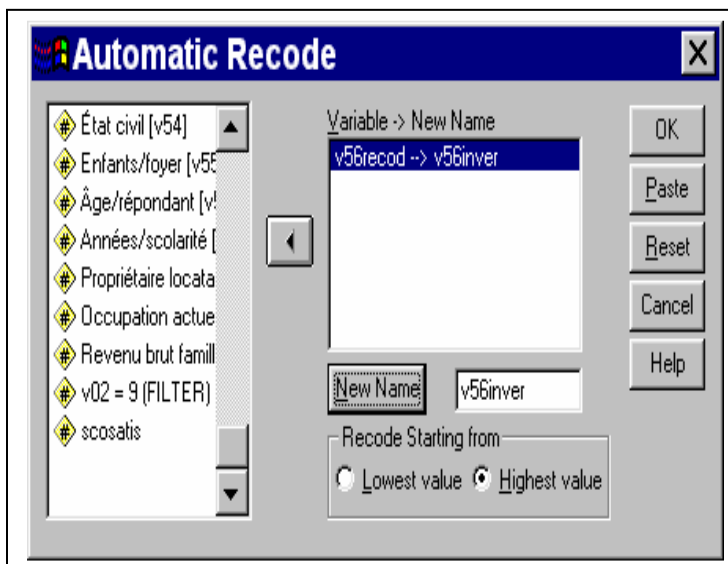 Automatic Recode
État civil [v54]
Enfants/foyer [v55
Âge/répondant [v5
Années/scolarité [
Propriétaire locata
Occupation actue
Revenu brut famill
v02 = 9 (FILTER)
scosatis
Variable -> New Name
v56recod --> v56inver
New Name
v56inver
Recode Starting from
Lowest value
Highest value
OK
Paste
Reset
Cancel
Help